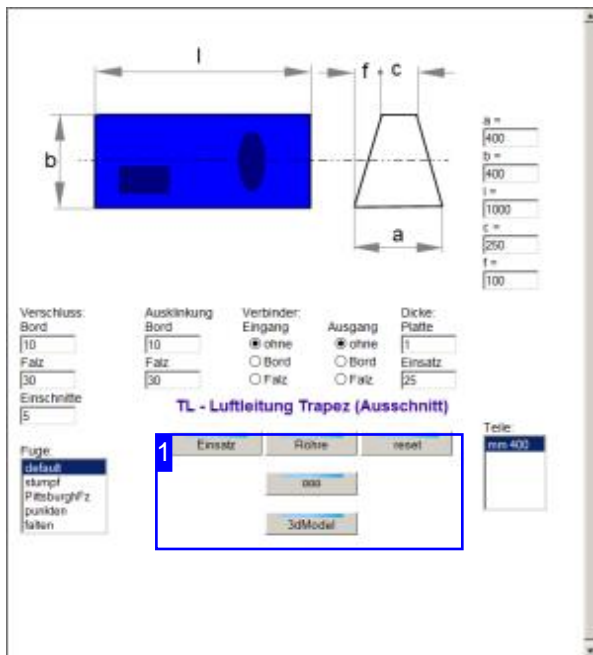 l
f c
b
a
a =
400
b =
400
l =
1000
c =
250
f =
100
Verschluss:
Bord
10
Falz
30
Einschnitte
5
Ausklinkung
Bord
10
Falz
30
Verbinder:
Eingang
ohne
Bord
Falz
Ausgang
ohne
Bord
Falz
Dicke:
Platte
1
Einsatz
25
TL - Luftleitung Trapez (Ausschnitt)
Fuge:
default
stumpf
PittsburghFz
punkten
falten
1
Einsatz Rohre reset
3dModel
Teile:
mm 400